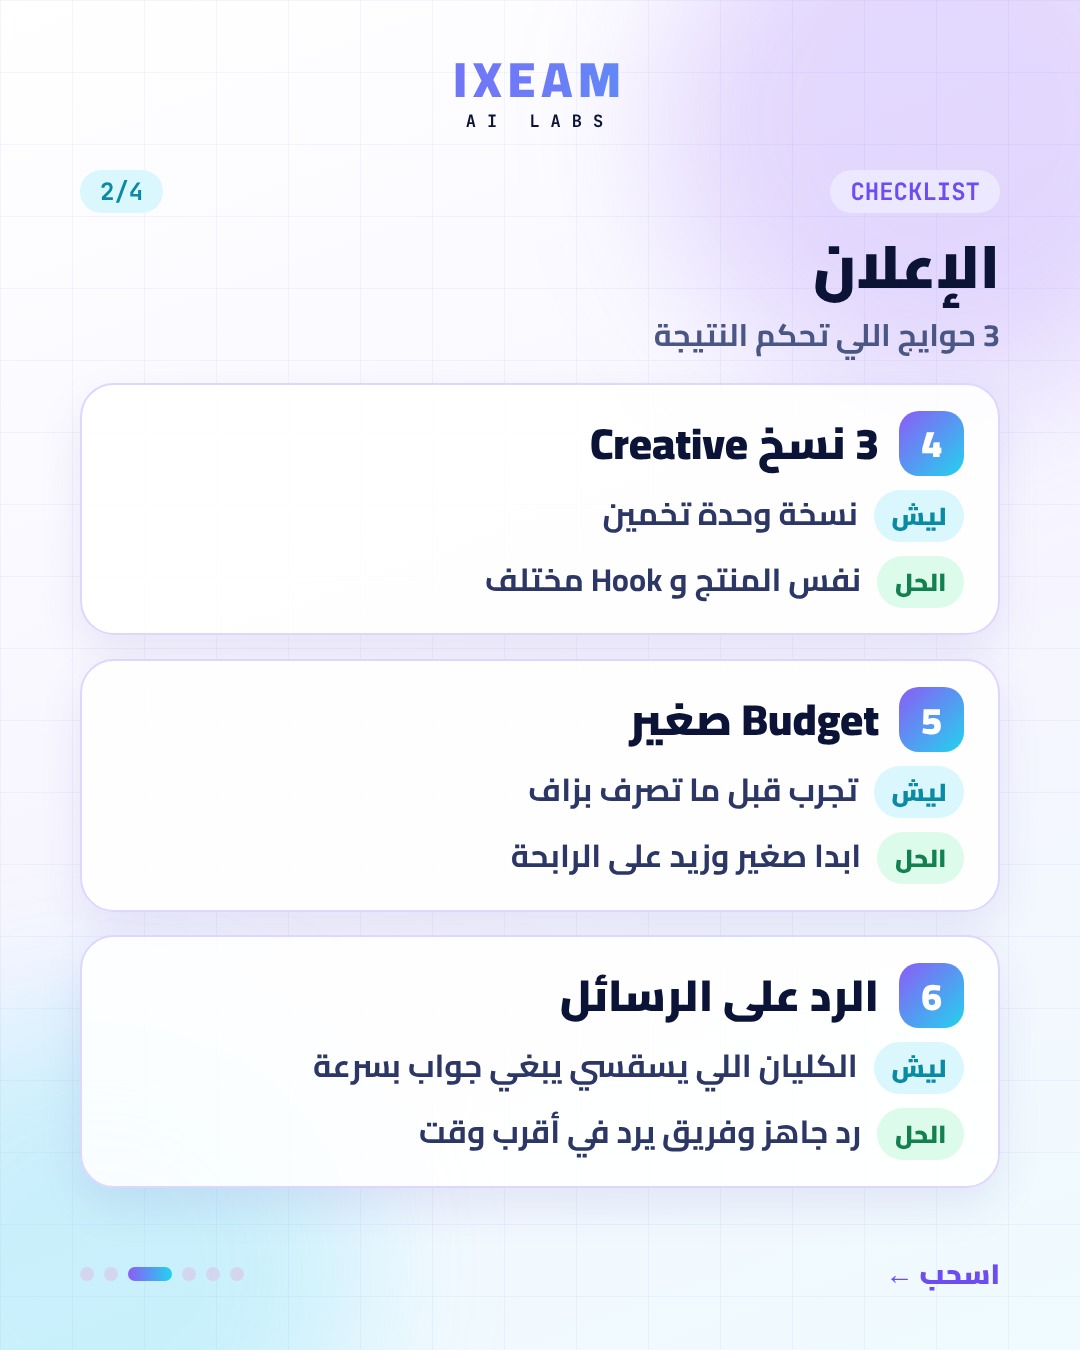 IXEAM
AI LABS
CHECKLIST
2/4
الإعلان
3 حوايج اللي تحكم النتيجة
4
3 نسخ Creative
ليش
نسخة وحدة تخمين
الحل
نفس المنتج و Hook مختلف
5
Budget صغير
ليش
تجرب قبل ما تصرف بزاف
الحل
ابدا صغير وزيد على الرابحة
6
الرد على الرسائل
ليش
الكليان اللي يسقسي يبغي جواب بسرعة
الحل
رد جاهز وفريق يرد في أقرب وقت
اسحب ←